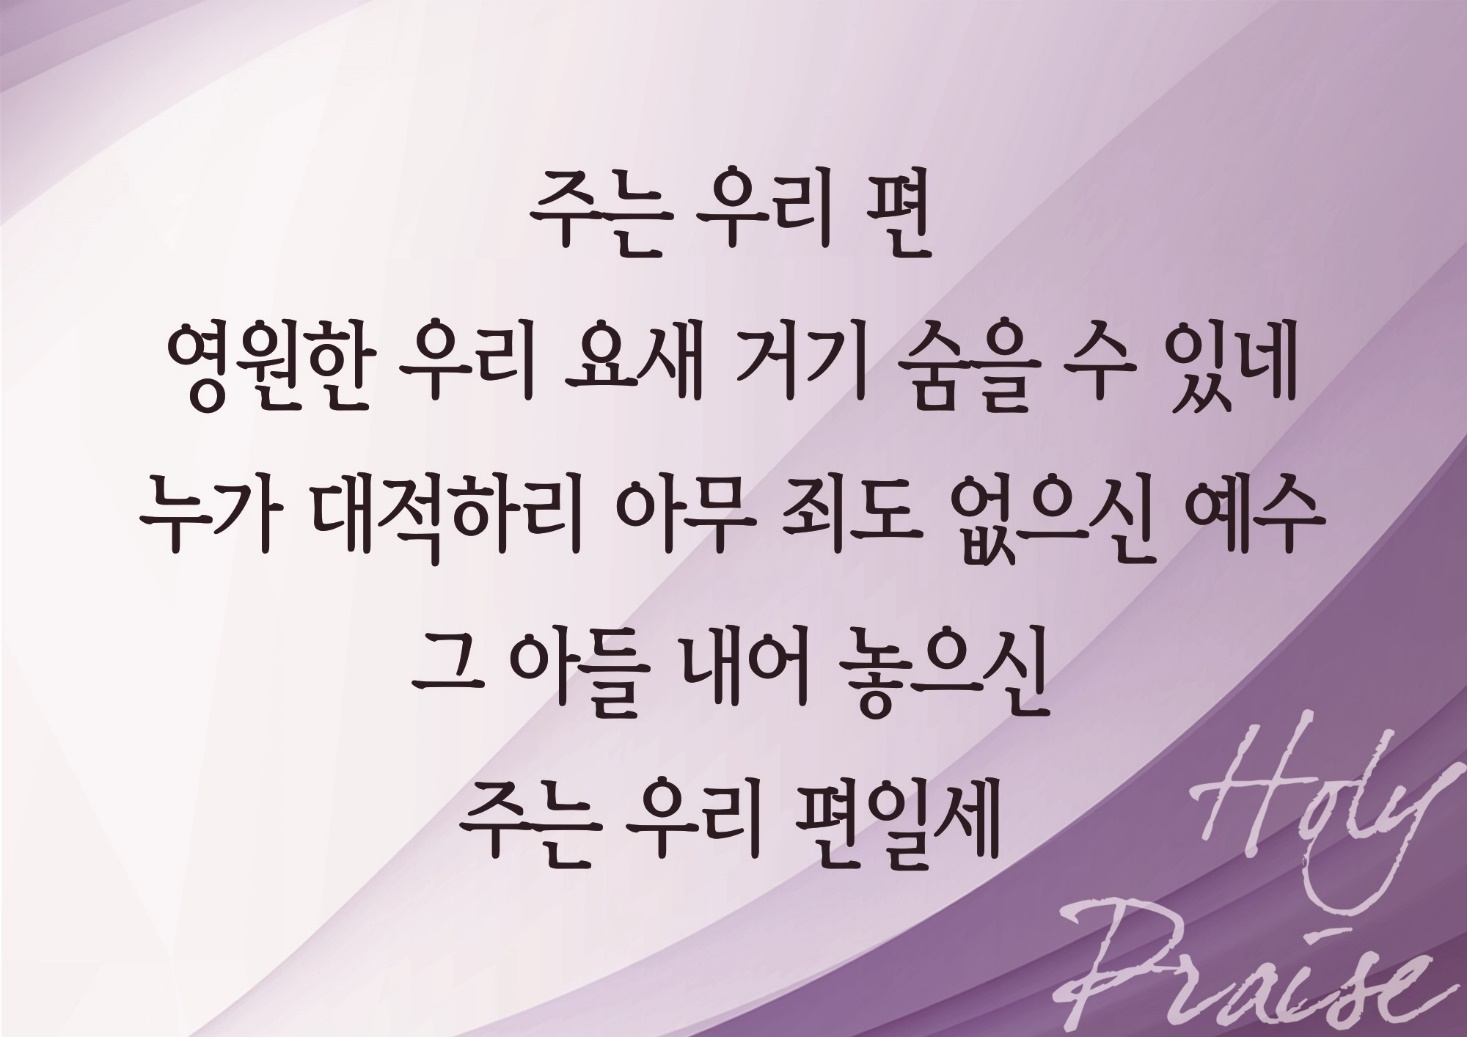 주는 우리 편
영원한 우리 요새 거기 숨을 수 있네
누가 대적하리 아무 죄도 없으신 예수
그 아들 내어 놓으신
주는 우리 편일세
Holy
Praise